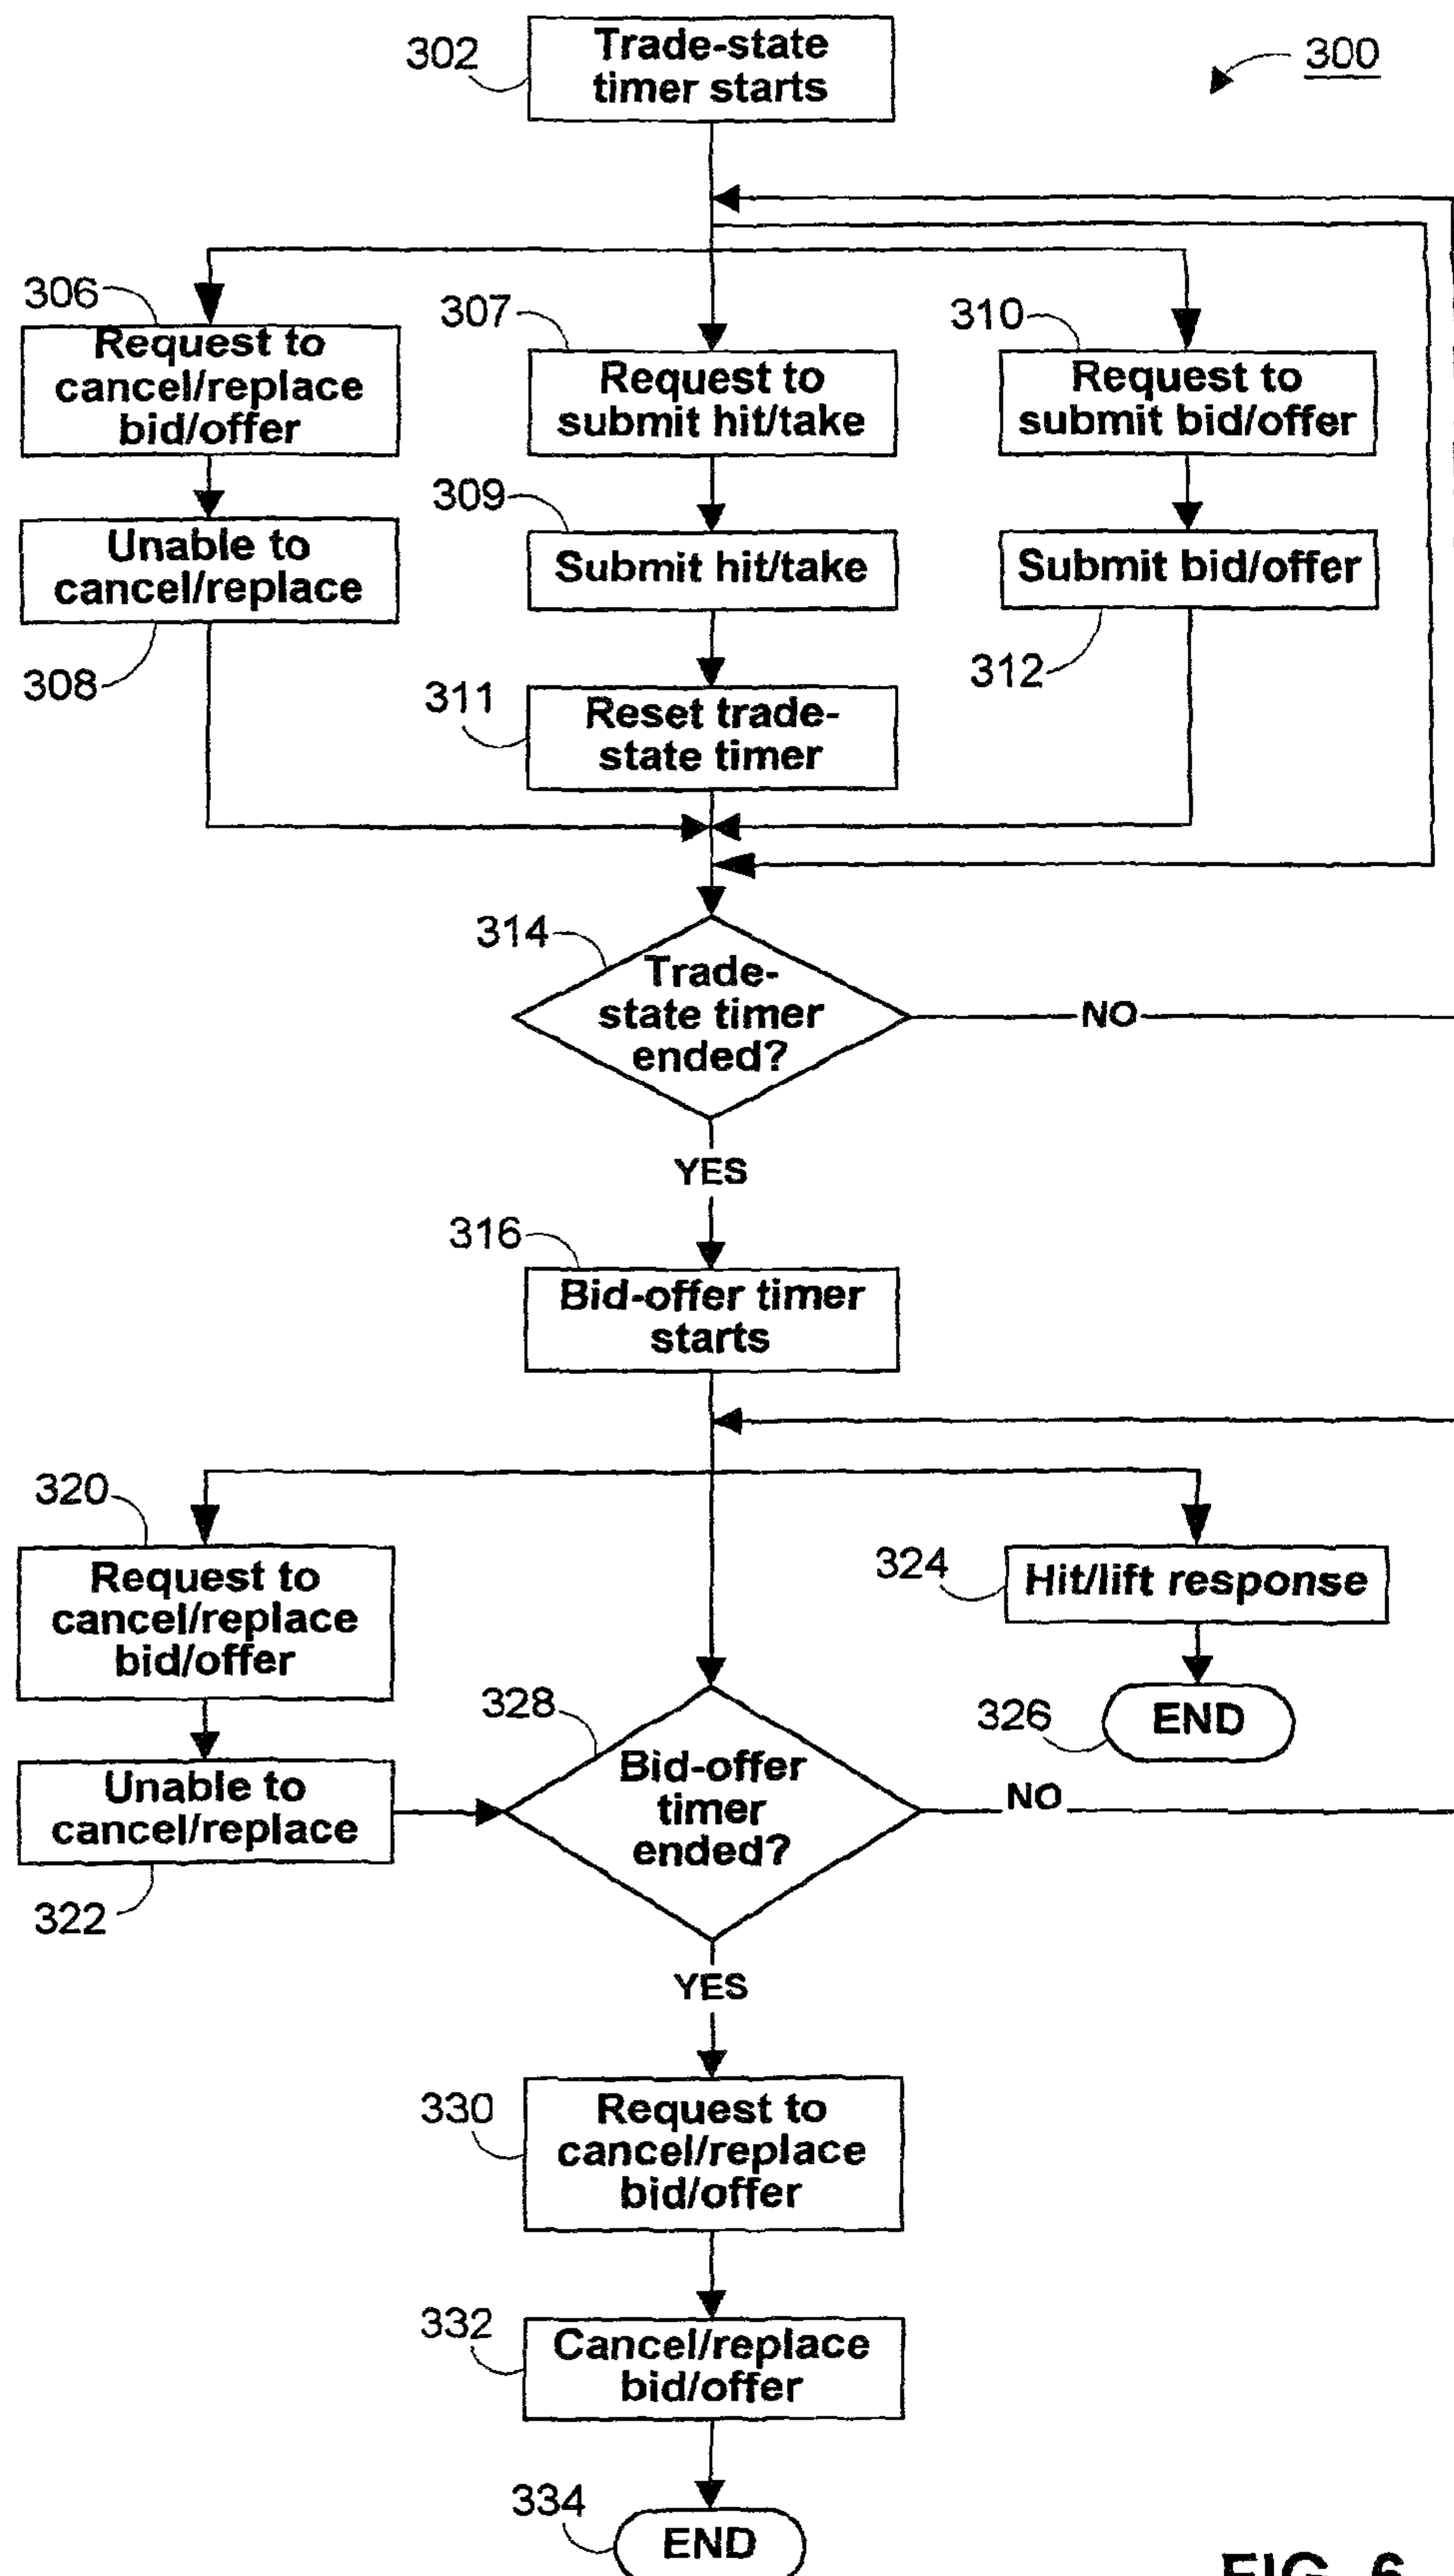 302
Trade-state
timer starts
300
306
Request to
cancel/replace
bid/offer
307
Request to
submit hit/take
310
Request to
submit bid/offer
308
Unable to
cancel/replace
309
Submit hit/take
Submit bid/offer
312
311
Reset trade-
state timer
314
Trade-
state timer
ended?
NO
YES
316
Bid-offer timer
starts
320
Request to
cancel/replace
bid/offer
324
Hit/lift response
326
END
322
Unable to
cancel/replace
328
Bid-offer
timer
ended?
NO
YES
330
Request to
cancel/replace
bid/offer
332
Cancel/replace
bid/offer
334
END
FIG. 6